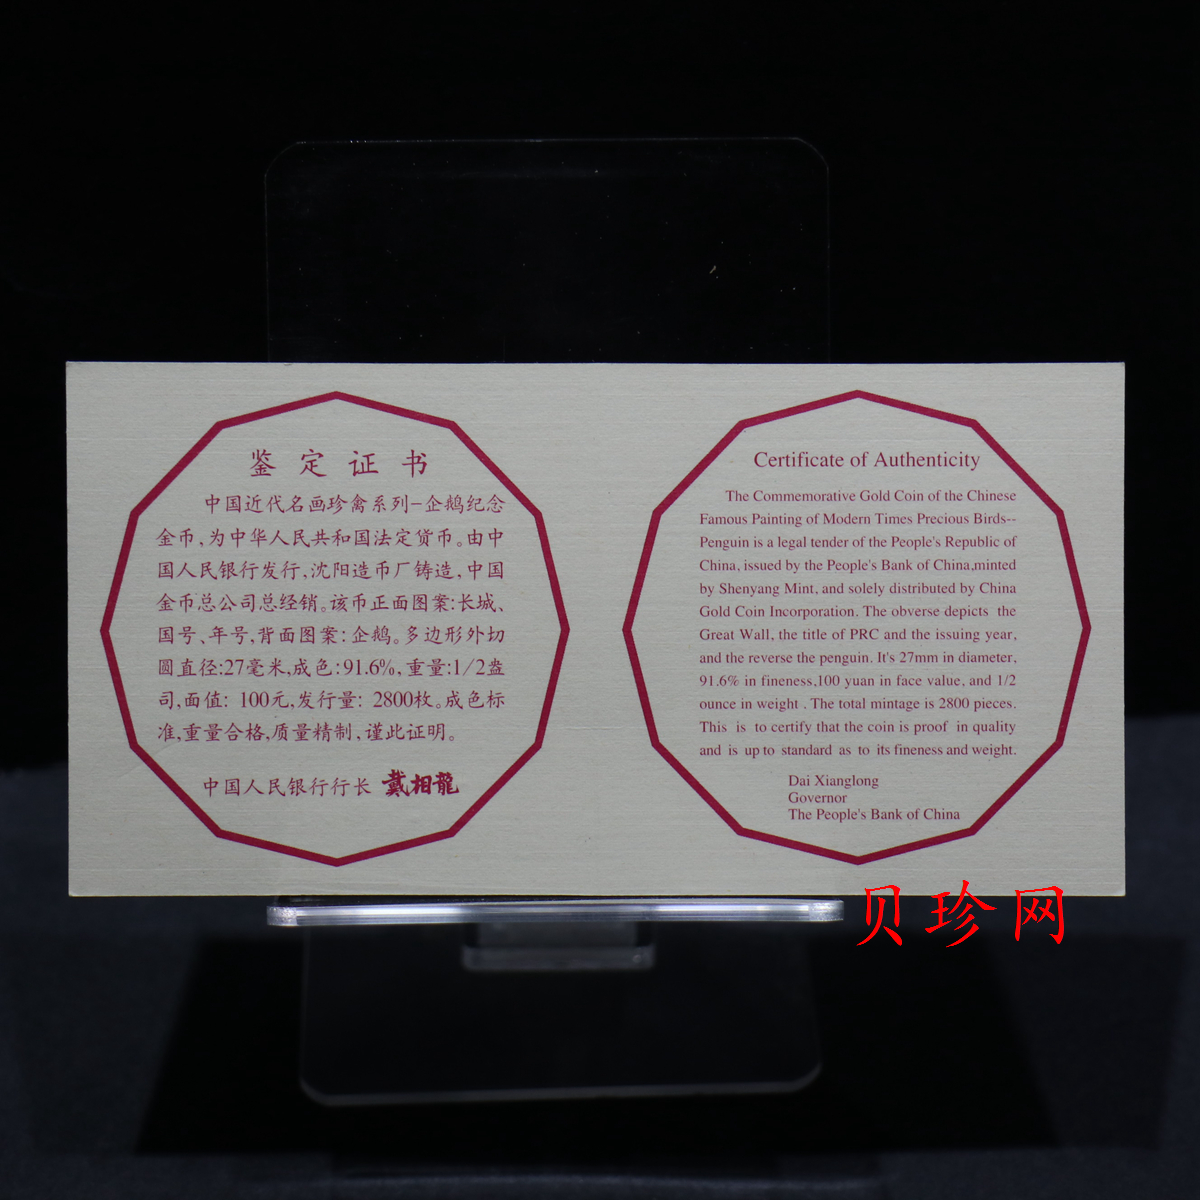 鉴定证书
中国近代名画珍禽系列-企鹅纪念
金币,为中华人民共和国法定货币。由中
国人民银行发行,沈阳造币厂铸造,中国
金币总公司总经销。该币正面图案:长城、
国号、年号,背面图案:企鹅。多边形外切
圆直径:27毫米,成色:91.6%,重量:1/2盎
司,面值: 100元,发行量: 2800枚。成色标
准,重量合格,质量精制,谨此证明。
中国人民银行行长 戴相龍
Certificate of Authenticity
The Commemorative Gold Coin of the Chinese
Famous Painting of Modern Times Precious Birds--
Penguin is a legal tender of the People's Republic of
China, issued by the People's Bank of China,minted
by Shenyang Mint, and solely distributed by China
Gold Coin Incorporation. The obverse depicts the
Great Wall, the title of PRC and the issuing year,
and the reverse the penguin. It's 27mm in diameter,
91.6% in fineness,100 yuan in face value, and 1/2
ounce in weight . The total mintage is 2800 pieces.
This is to certify that the coin is proof in quality
and is up to standard as to its fineness and weight.
Dai Xianglong
Governor
The People's Bank of China
贝珍网